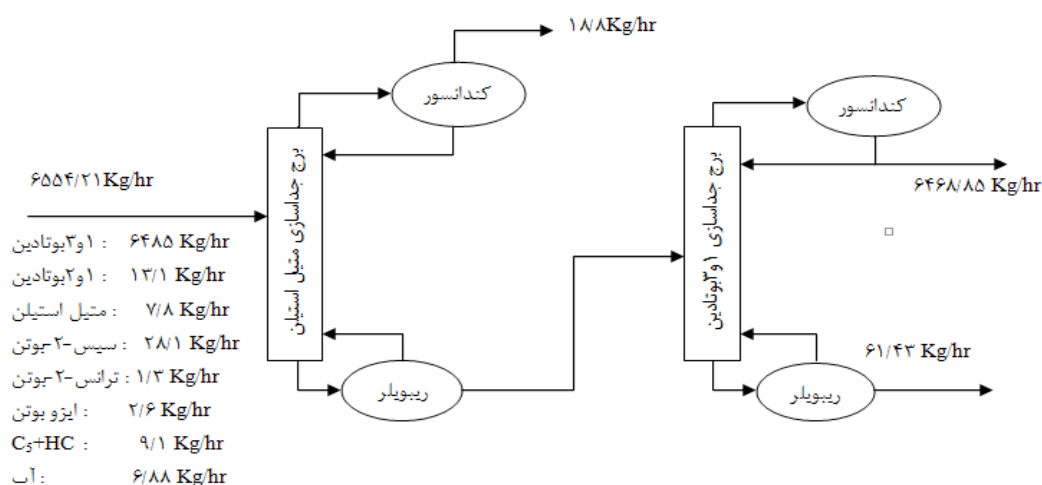 ۱۸/۸Kg/hr
کندانسور
کندانسور
برج جداسازی متیل استیلن
برج جداسازی ۱و۳بوتادین
۶۵۵۴/۲۱Kg/hr
۶۴۶۸/۸۵ Kg/hr
۱و۳بوتادین : ۶۴۸۵ Kg/hr
۱و۲بوتادین : ۱۳/۱ Kg/hr
متیل استیلن : ۷/۸ Kg/hr
سیس-۲-بوتن : ۲۸/۱ Kg/hr
ترانس-۲-بوتن : ۱/۳ Kg/hr
ایزو بوتن : ۲/۶ Kg/hr
C₅+HC : ۹/۱ Kg/hr
آب : ۶/۸۸ Kg/hr
ریبویلر
۶۱/۴۳ Kg/hr
ریبویلر